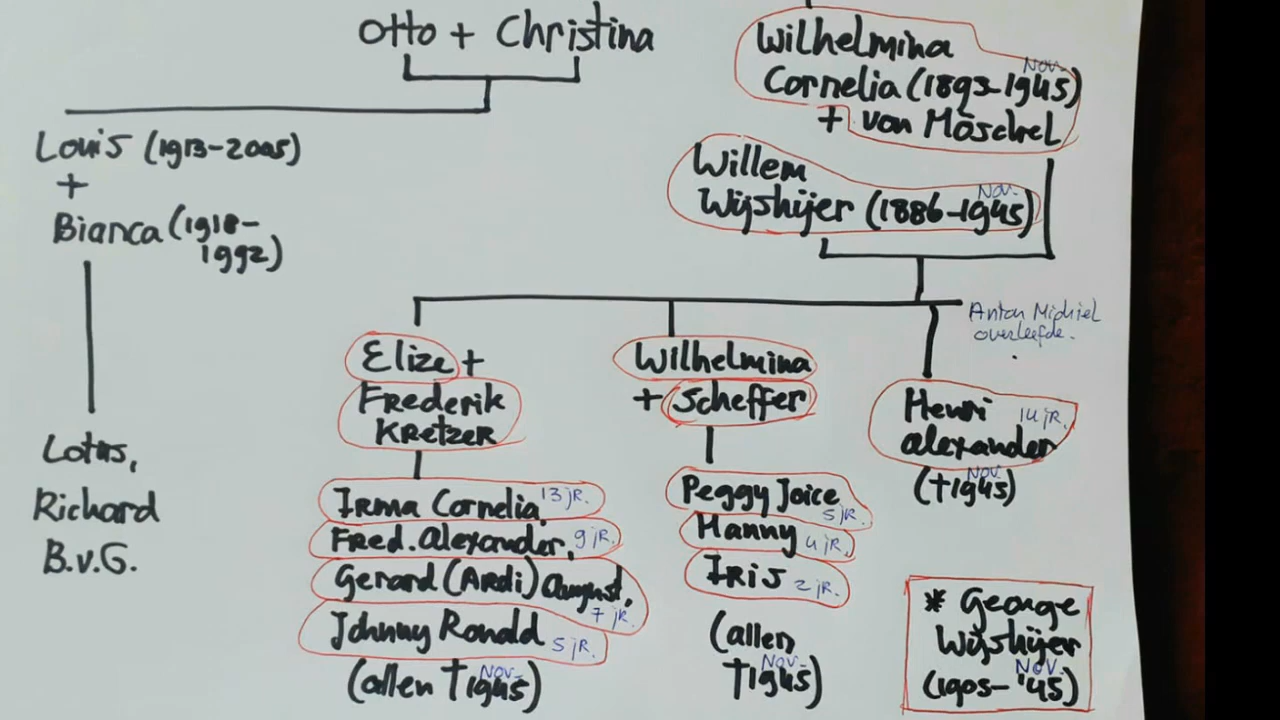 Otto + Christina
Wilhelmina
Nov.
Cornelia (1893-1945)
+ von Möschel
Willem
Nov.
Wijshijer (1886-1945)
Louis (1913-2005)
+
Bianca (1918-
1992)
Lotus,
Richard
B.v.G.
Anton Michiel
overleefde.
Elize +
Frederik
Kretzer
Irma Cornelia, 13 jr.
Fred. Alexander, 9 jr.
Gerard (Ardi) August,
7 jr.
Johnny Ronald 5 jr.
Nov.
(allen †1945)
Wilhelmina
+ Scheffer
Peggy Joice
5 jr.
Hanny 4 jr.
Iris 2 jr.
(allen
Nov.
†1945)
Henri 14 jr.
alexander
Nov.
(†1945)
* George
Wijshijer
Nov
(1905-'45)